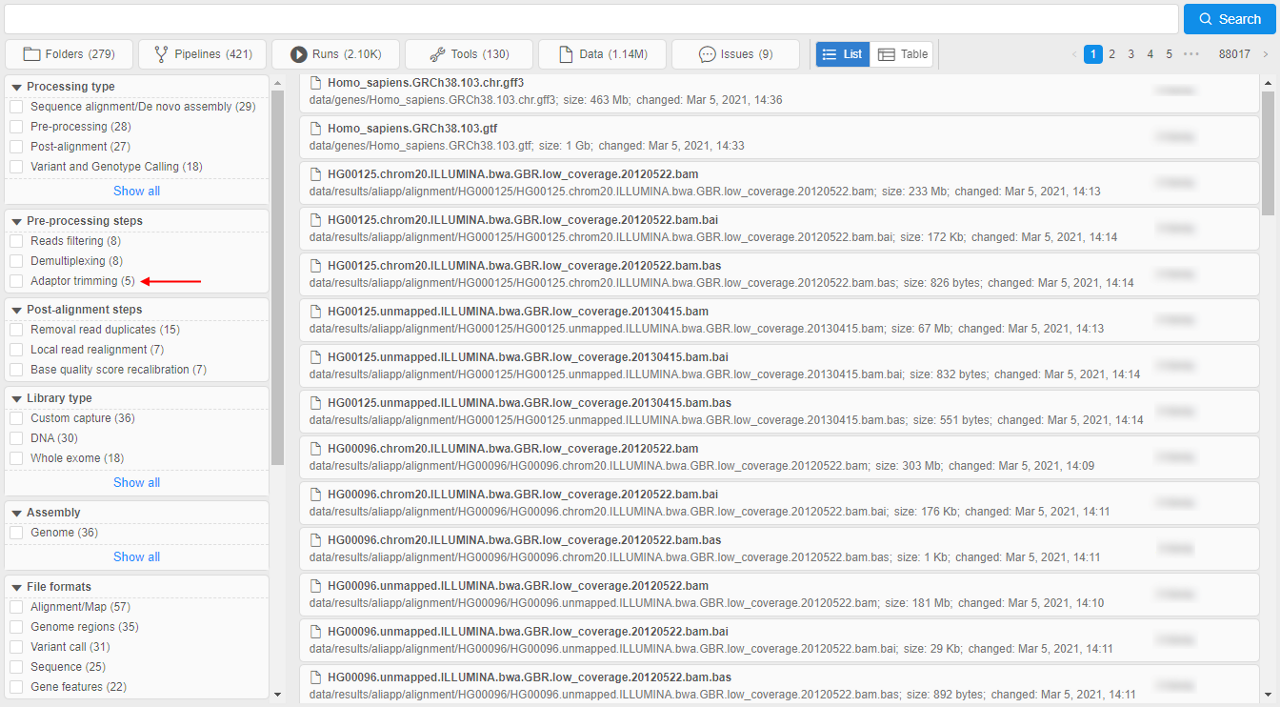 Search
Folders (279) Pipelines (421) Runs (2.10K) Tools (130) Data (1.14M) Issues (9) List Table 1 2 3 4 5 ••• 88017
Processing type
Sequence alignment/De novo assembly (29)
Pre-processing (28)
Post-alignment (27)
Variant and Genotype Calling (18)
Show all
Pre-processing steps
Reads filtering (8)
Demultiplexing (8)
Adaptor trimming (5)
Post-alignment steps
Removal read duplicates (15)
Local read realignment (7)
Base quality score recalibration (7)
Library type
Custom capture (36)
DNA (30)
Whole exome (18)
Show all
Assembly
Genome (36)
Show all
File formats
Alignment/Map (57)
Genome regions (35)
Variant call (31)
Sequence (25)
Gene features (22)
Homo_sapiens.GRCh38.103.chr.gff3
data/genes/Homo_sapiens.GRCh38.103.chr.gff3; size: 463 Mb; changed: Mar 5, 2021, 14:36
Homo_sapiens.GRCh38.103.gtf
data/genes/Homo_sapiens.GRCh38.103.gtf; size: 1 Gb; changed: Mar 5, 2021, 14:33
HG00125.chrom20.ILLUMINA.bwa.GBR.low_coverage.20120522.bam
data/results/aliapp/alignment/HG000125/HG00125.chrom20.ILLUMINA.bwa.GBR.low_coverage.20120522.bam; size: 233 Mb; changed: Mar 5, 2021, 14:13
HG00125.chrom20.ILLUMINA.bwa.GBR.low_coverage.20120522.bam.bai
data/results/aliapp/alignment/HG000125/HG00125.chrom20.ILLUMINA.bwa.GBR.low_coverage.20120522.bam.bai; size: 172 Kb; changed: Mar 5, 2021, 14:14
HG00125.chrom20.ILLUMINA.bwa.GBR.low_coverage.20120522.bam.bas
data/results/aliapp/alignment/HG000125/HG00125.chrom20.ILLUMINA.bwa.GBR.low_coverage.20120522.bam.bas; size: 826 bytes; changed: Mar 5, 2021, 14:14
HG00125.unmapped.ILLUMINA.bwa.GBR.low_coverage.20130415.bam
data/results/aliapp/alignment/HG000125/HG00125.unmapped.ILLUMINA.bwa.GBR.low_coverage.20130415.bam; size: 67 Mb; changed: Mar 5, 2021, 14:13
HG00125.unmapped.ILLUMINA.bwa.GBR.low_coverage.20130415.bam.bai
data/results/aliapp/alignment/HG000125/HG00125.unmapped.ILLUMINA.bwa.GBR.low_coverage.20130415.bam.bai; size: 832 bytes; changed: Mar 5, 2021, 14:14
HG00125.unmapped.ILLUMINA.bwa.GBR.low_coverage.20130415.bam.bas
data/results/aliapp/alignment/HG000125/HG00125.unmapped.ILLUMINA.bwa.GBR.low_coverage.20130415.bam.bas; size: 551 bytes; changed: Mar 5, 2021, 14:14
HG00096.chrom20.ILLUMINA.bwa.GBR.low_coverage.20120522.bam
data/results/aliapp/alignment/HG00096/HG00096.chrom20.ILLUMINA.bwa.GBR.low_coverage.20120522.bam; size: 303 Mb; changed: Mar 5, 2021, 14:09
HG00096.chrom20.ILLUMINA.bwa.GBR.low_coverage.20120522.bam.bai
data/results/aliapp/alignment/HG00096/HG00096.chrom20.ILLUMINA.bwa.GBR.low_coverage.20120522.bam.bai; size: 176 Kb; changed: Mar 5, 2021, 14:11
HG00096.chrom20.ILLUMINA.bwa.GBR.low_coverage.20120522.bam.bas
data/results/aliapp/alignment/HG00096/HG00096.chrom20.ILLUMINA.bwa.GBR.low_coverage.20120522.bam.bas; size: 1 Kb; changed: Mar 5, 2021, 14:11
HG00096.unmapped.ILLUMINA.bwa.GBR.low_coverage.20120522.bam
data/results/aliapp/alignment/HG00096/HG00096.unmapped.ILLUMINA.bwa.GBR.low_coverage.20120522.bam; size: 181 Mb; changed: Mar 5, 2021, 14:10
HG00096.unmapped.ILLUMINA.bwa.GBR.low_coverage.20120522.bam.bai
data/results/aliapp/alignment/HG00096/HG00096.unmapped.ILLUMINA.bwa.GBR.low_coverage.20120522.bam.bai; size: 29 Kb; changed: Mar 5, 2021, 14:11
HG00096.unmapped.ILLUMINA.bwa.GBR.low_coverage.20120522.bam.bas
data/results/aliapp/alignment/HG00096/HG00096.unmapped.ILLUMINA.bwa.GBR.low_coverage.20120522.bam.bas; size: 892 bytes; changed: Mar 5, 2021, 14:11